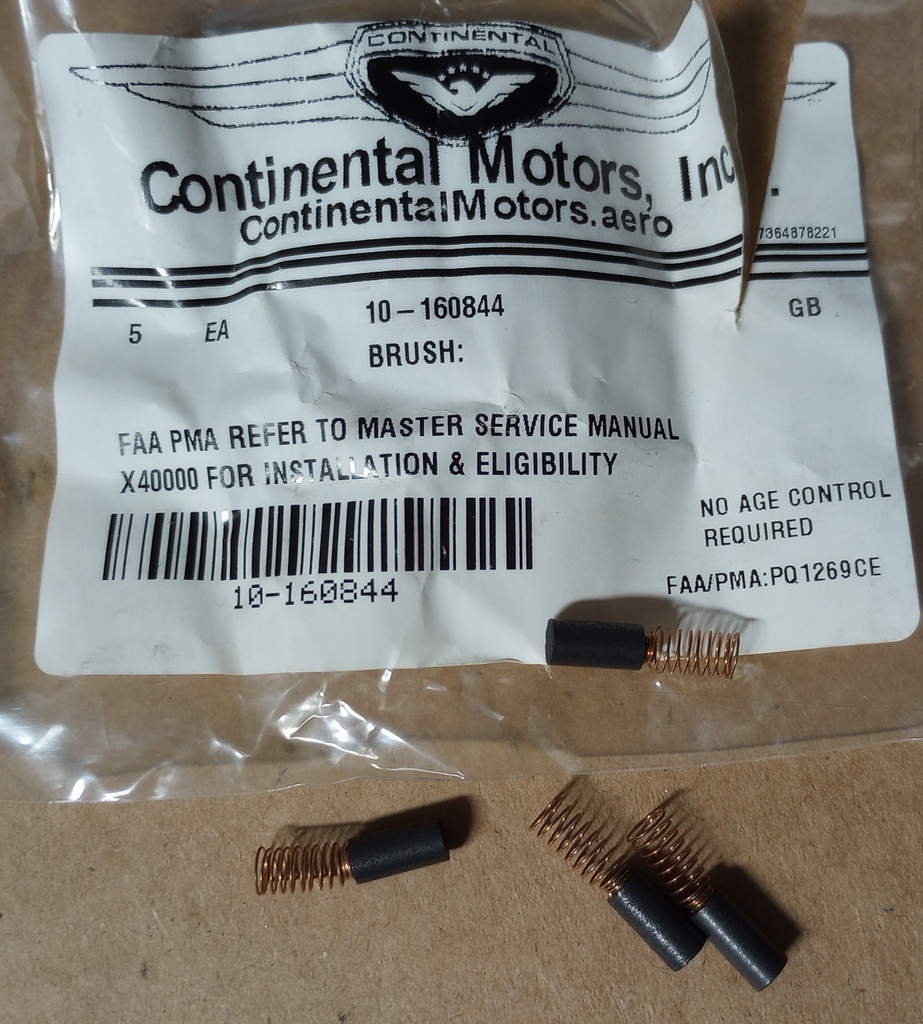 CONTINENTAL
Continental Motors, Inc.
ContinentalMotors.aero
7364878221
5 EA 10-160844 GB
BRUSH:
FAA PMA REFER TO MASTER SERVICE MANUAL
X40000 FOR INSTALLATION & ELIGIBILITY
NO AGE CONTROL
REQUIRED
10-160844
FAA/PMA:PQ1269CE